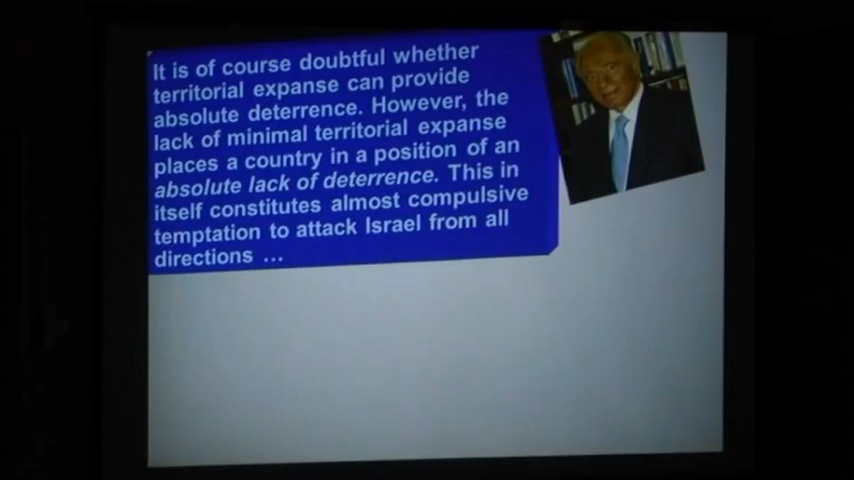 It is of course doubtful whether
territorial expanse can provide
absolute deterrence. However, the
lack of minimal territorial expanse
places a country in a position of an
absolute lack of deterrence. This in
itself constitutes almost compulsive
temptation to attack Israel from all
directions ...